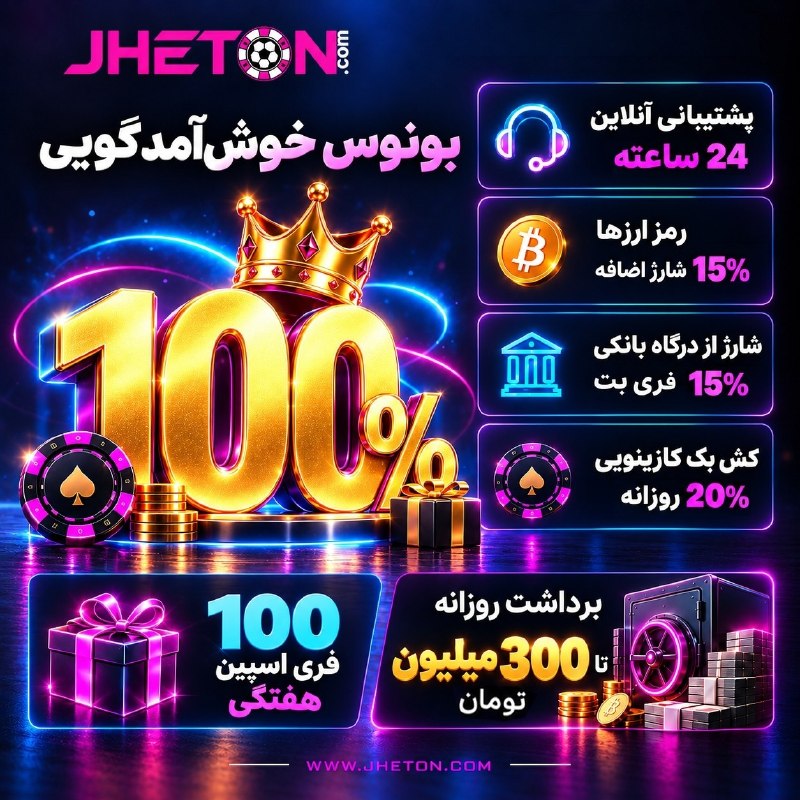 JHETON.com
بونوس خوش‌آمدگویی
100%
پشتیبانی آنلاین
24 ساعته
رمز ارزها
15% شارژ اضافه
شارژ از درگاه بانکی
15% فری بت
کش بک کازینویی
20% روزانه
100
فری اسپین
هفتگی
برداشت روزانه
تا 300 میلیون
تومان
WWW.JHETON.COM